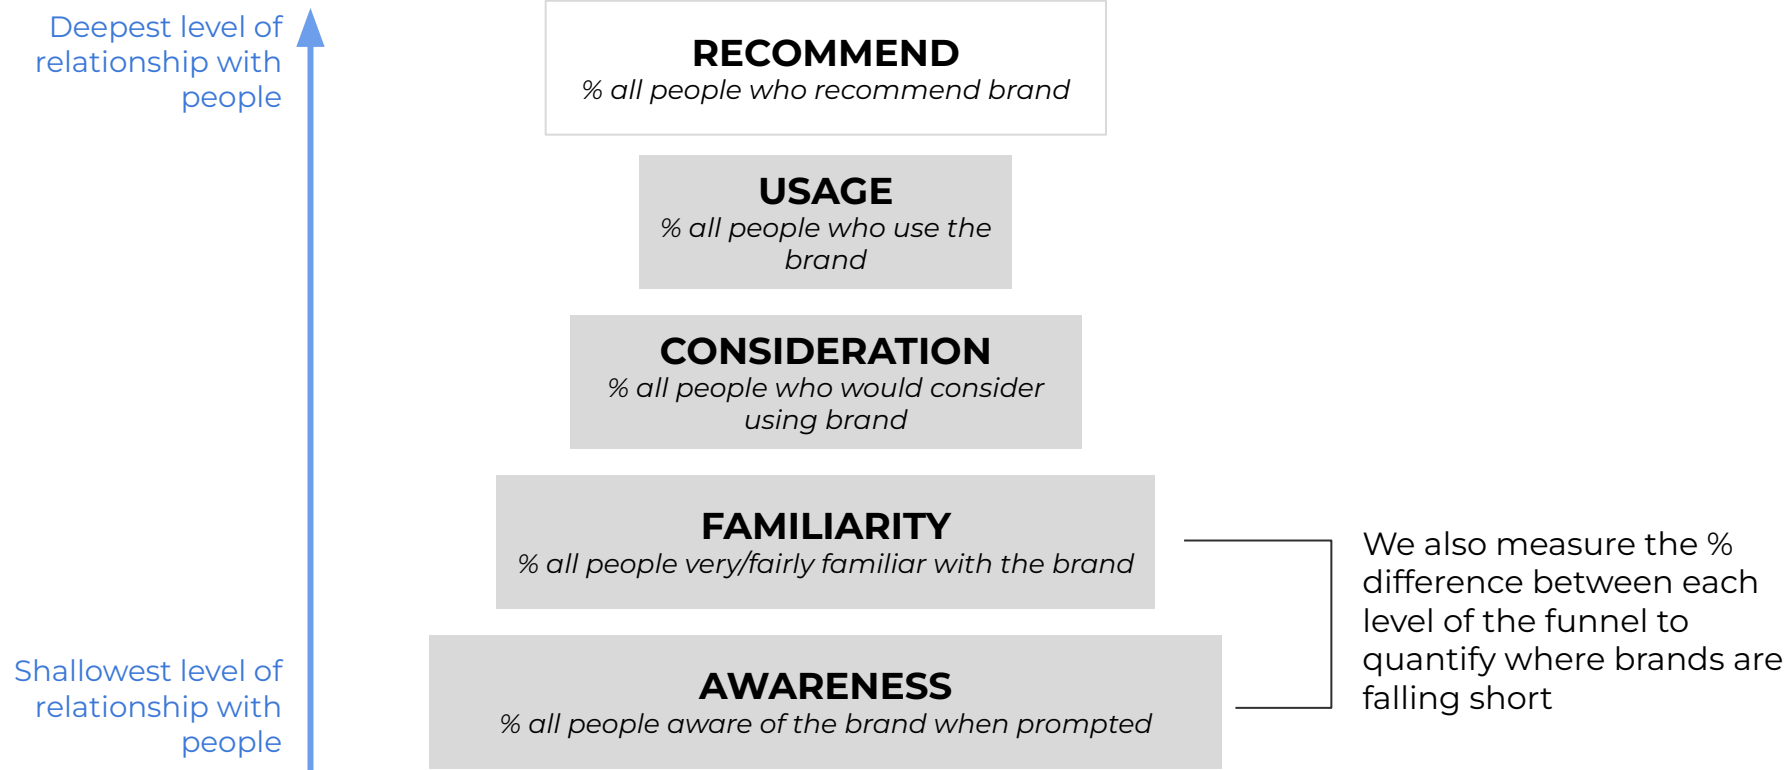 Deepest level of
relationship with
people
RECOMMEND
% all people who recommend brand
USAGE
% all people who use the
brand
CONSIDERATION
% all people who would consider
using brand
FAMILIARITY
% all people very/fairly familiar with the brand
We also measure the %
difference between each
level of the funnel to
quantify where brands are
falling short
Shallowest level of
relationship with
people
AWARENESS
% all people aware of the brand when prompted